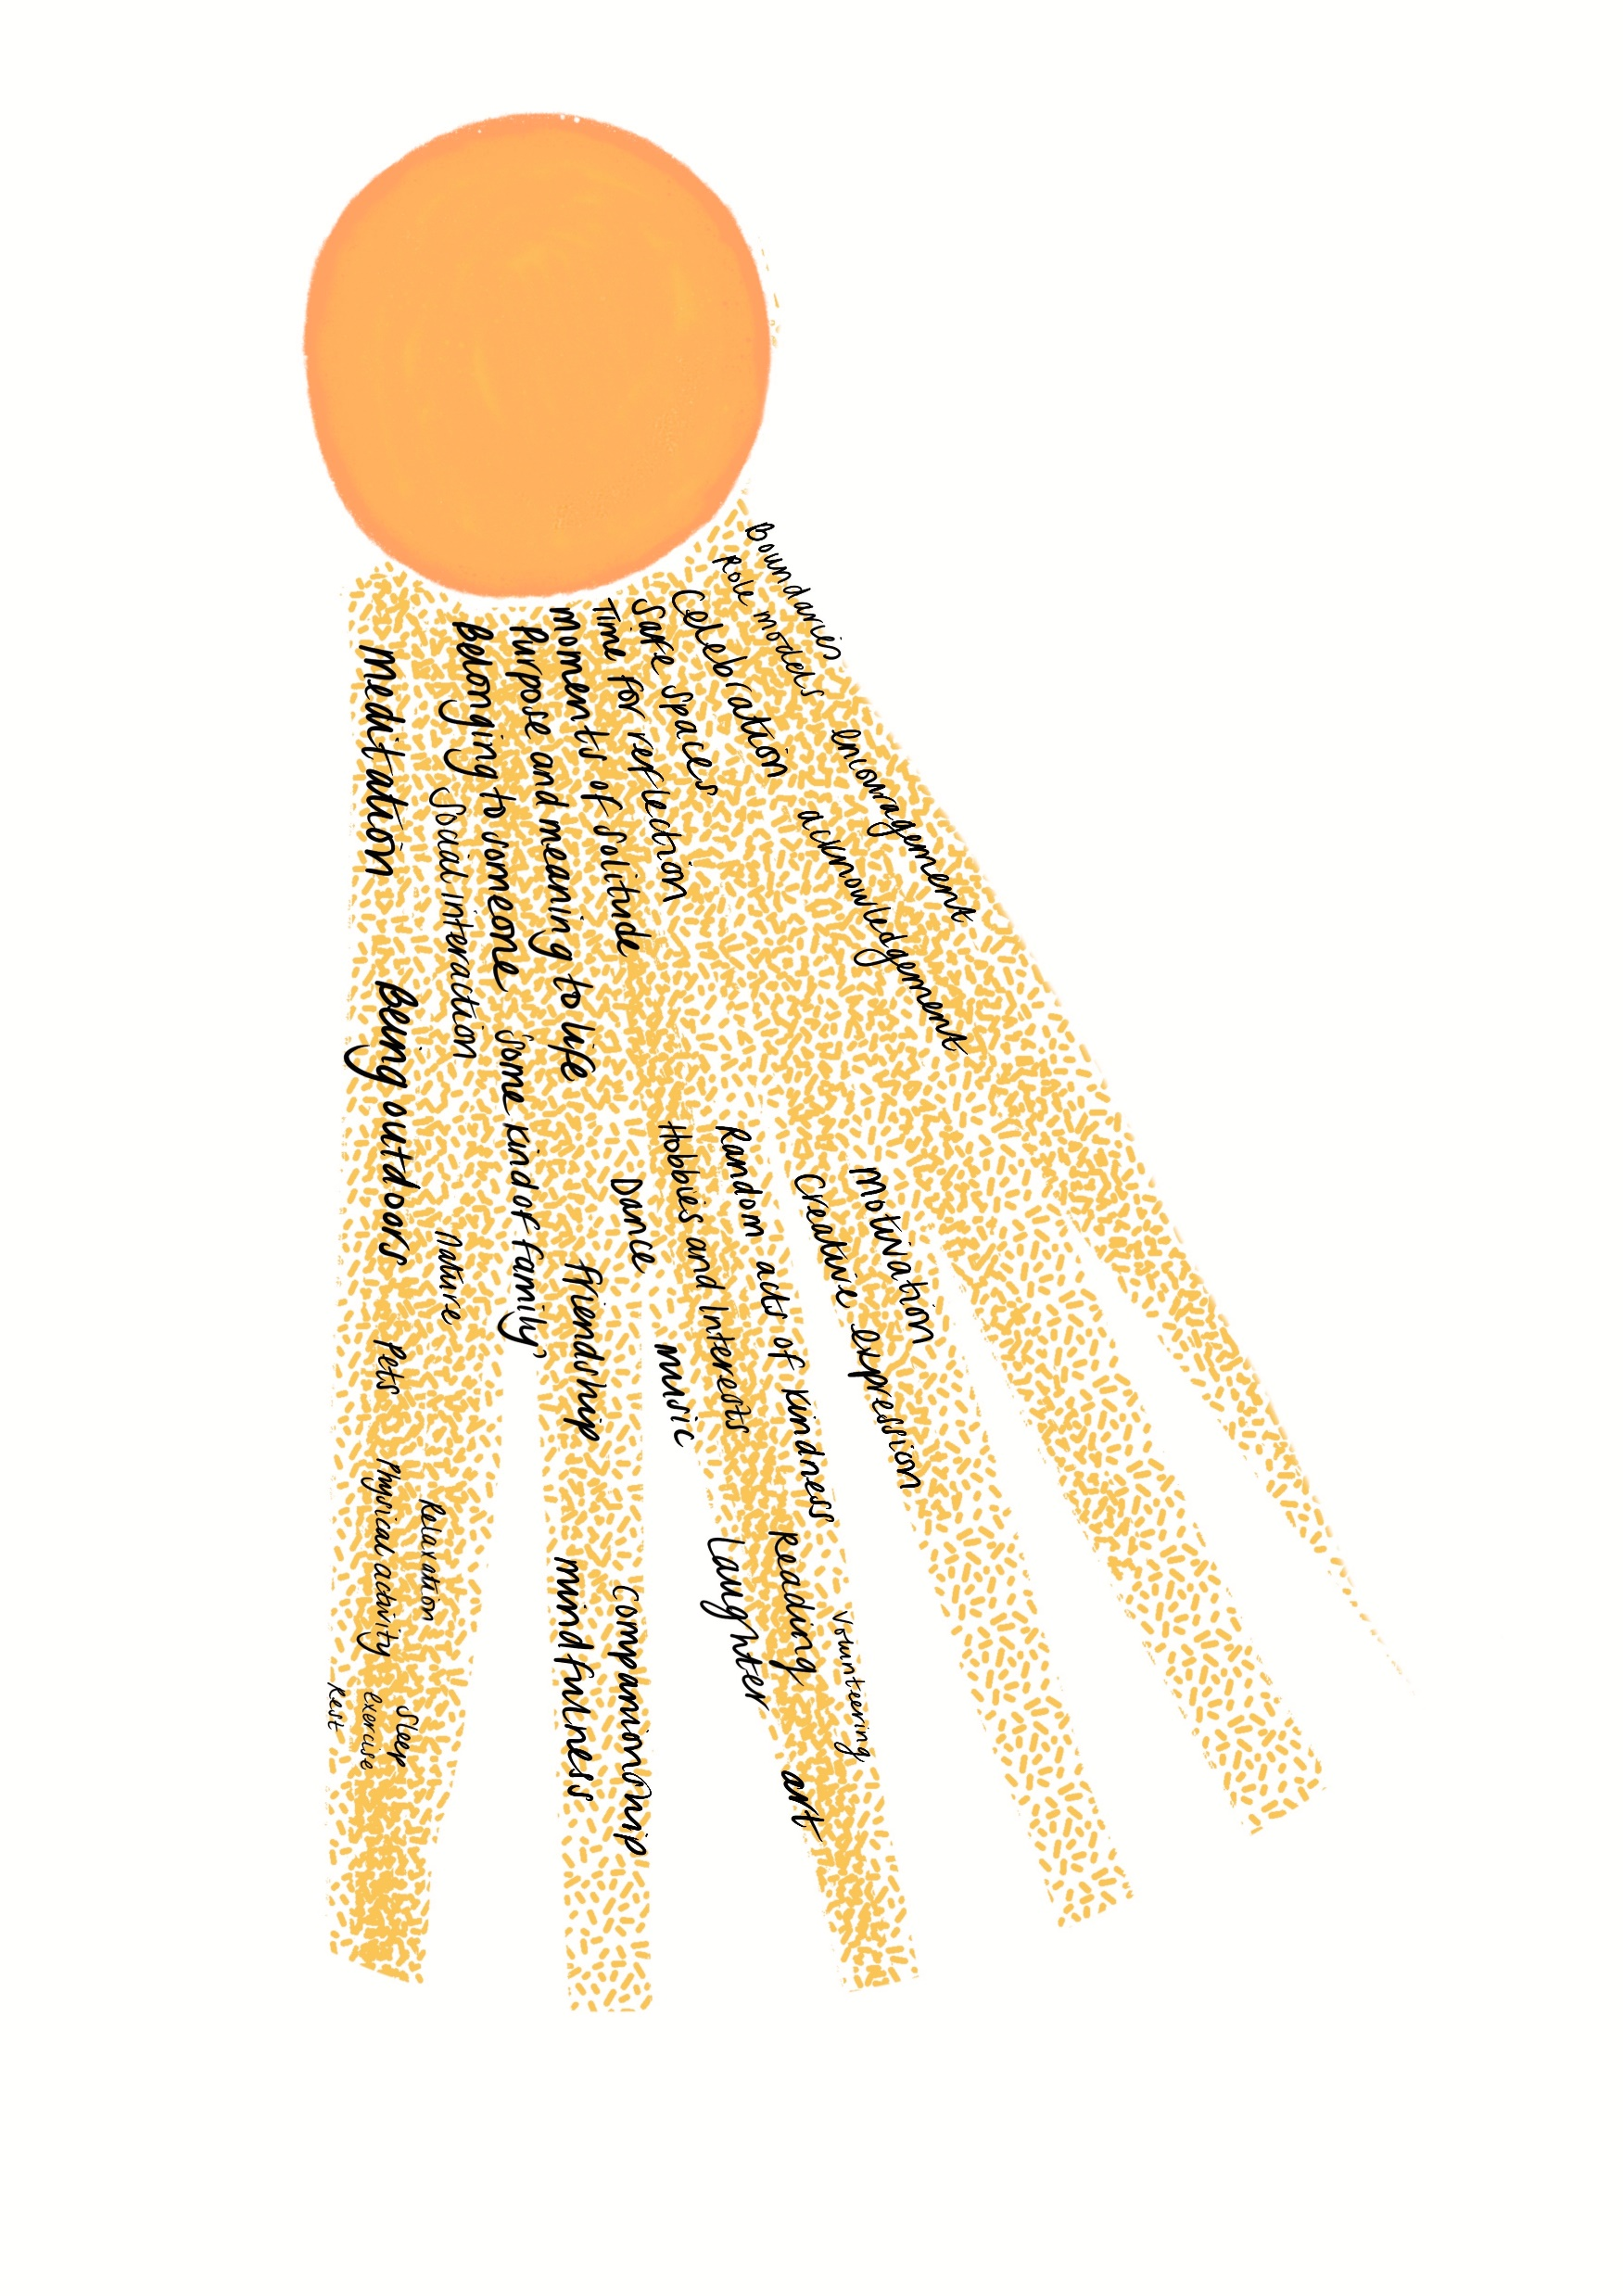 Boundaries
Role models
encouragement
Celebration
acknowledgement
Safe spaces
Time for reflection
moments of solitude
Purpose and meaning to life
Belonging to someone
Some kind of family'
Social interaction
Meditation
Being outdoors
Nature
Pets
Physical activity
Relaxation
Sleep
exercise
Rest
friendship
Dance
mindfulness
Companionship
Hobbies and Interests
music
Random acts of kindness
Reading
Laughter
Volunteering
art
Motivation
Creative expression